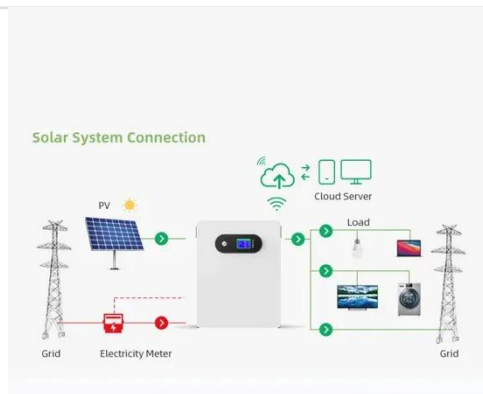 Solar System Connection
Cloud Server
PV
Load
Grid
Electricity Meter
Grid